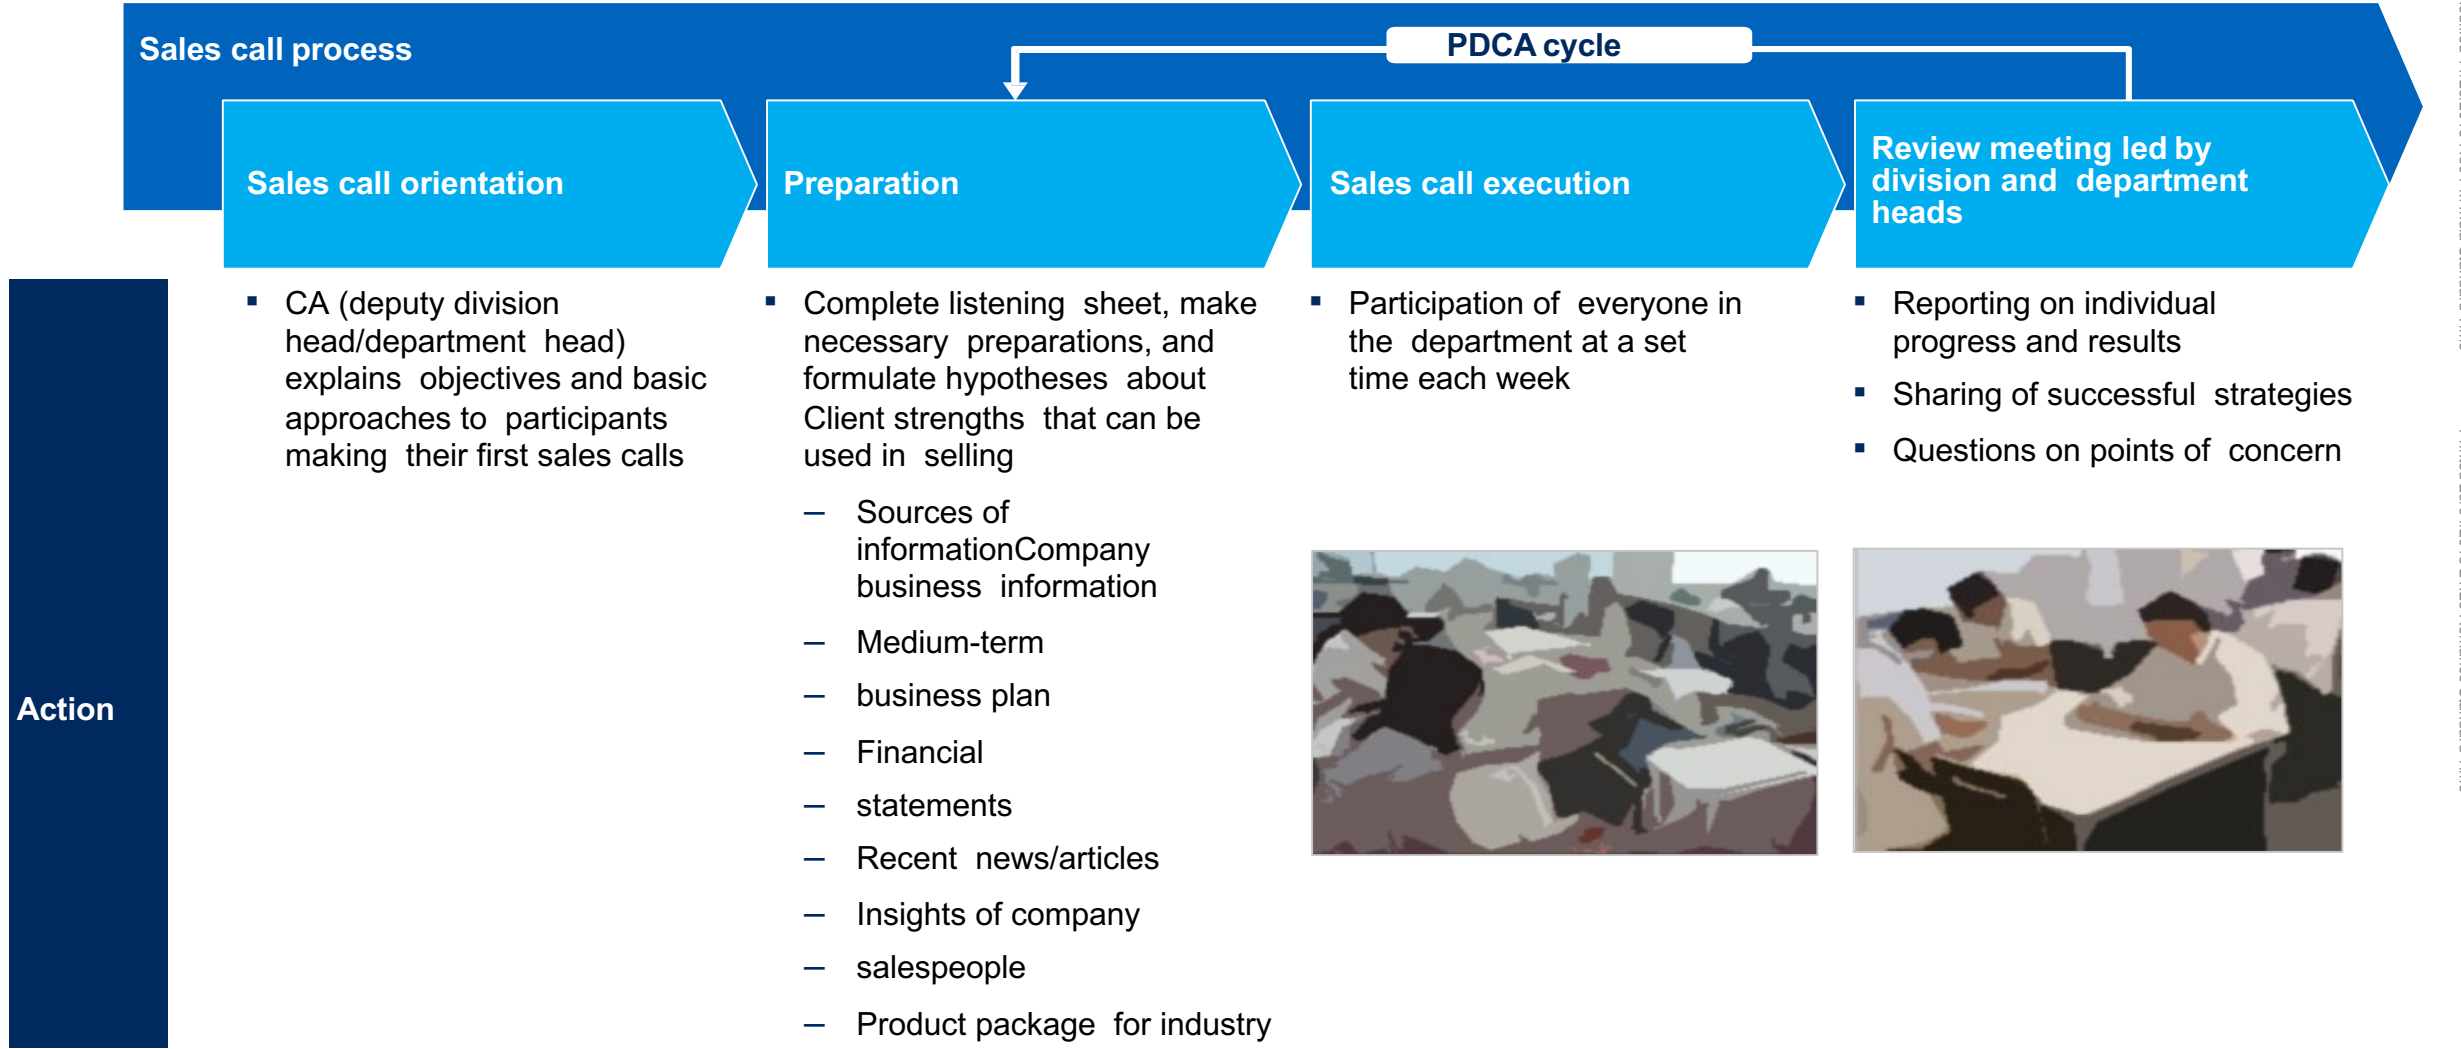 Sales call process
PDCA cycle
Sales call orientation
Preparation
Sales call execution
Review meeting led by
division and department
heads
Action
▪ CA (deputy division
head/department head)
explains objectives and basic
approaches to participants
making their first sales calls
▪ Complete listening sheet, make
necessary preparations, and
formulate hypotheses about
Client strengths that can be
used in selling
– Sources of
informationCompany
business information
– Medium-term
– business plan
– Financial
– statements
– Recent news/articles
– Insights of company
– salespeople
– Product package for industry
▪ Participation of everyone in
the department at a set
time each week
▪ Reporting on individual
progress and results
▪ Sharing of successful strategies
▪ Questions on points of concern